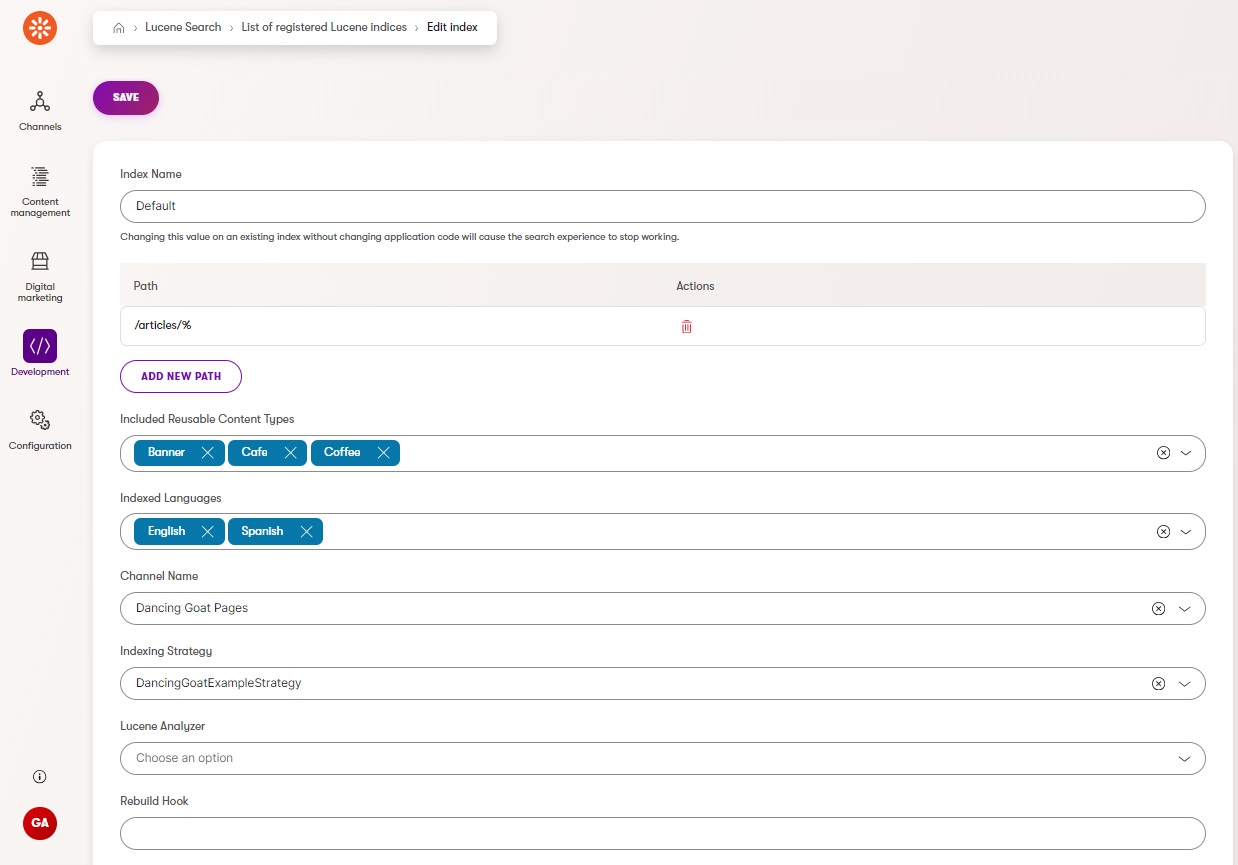 Lucene Search › List of registered Lucene indices › Edit index
SAVE
Channels
Content
management
Digital
marketing
Development
Configuration
GA
Index Name
Default
Changing this value on an existing index without changing application code will cause the search experience to stop working.
Path Actions
/articles/%
ADD NEW PATH
Included Reusable Content Types
Banner Cafe Coffee
Indexed Languages
English Spanish
Channel Name
Dancing Goat Pages
Indexing Strategy
DancingGoatExampleStrategy
Lucene Analyzer
Choose an option
Rebuild Hook